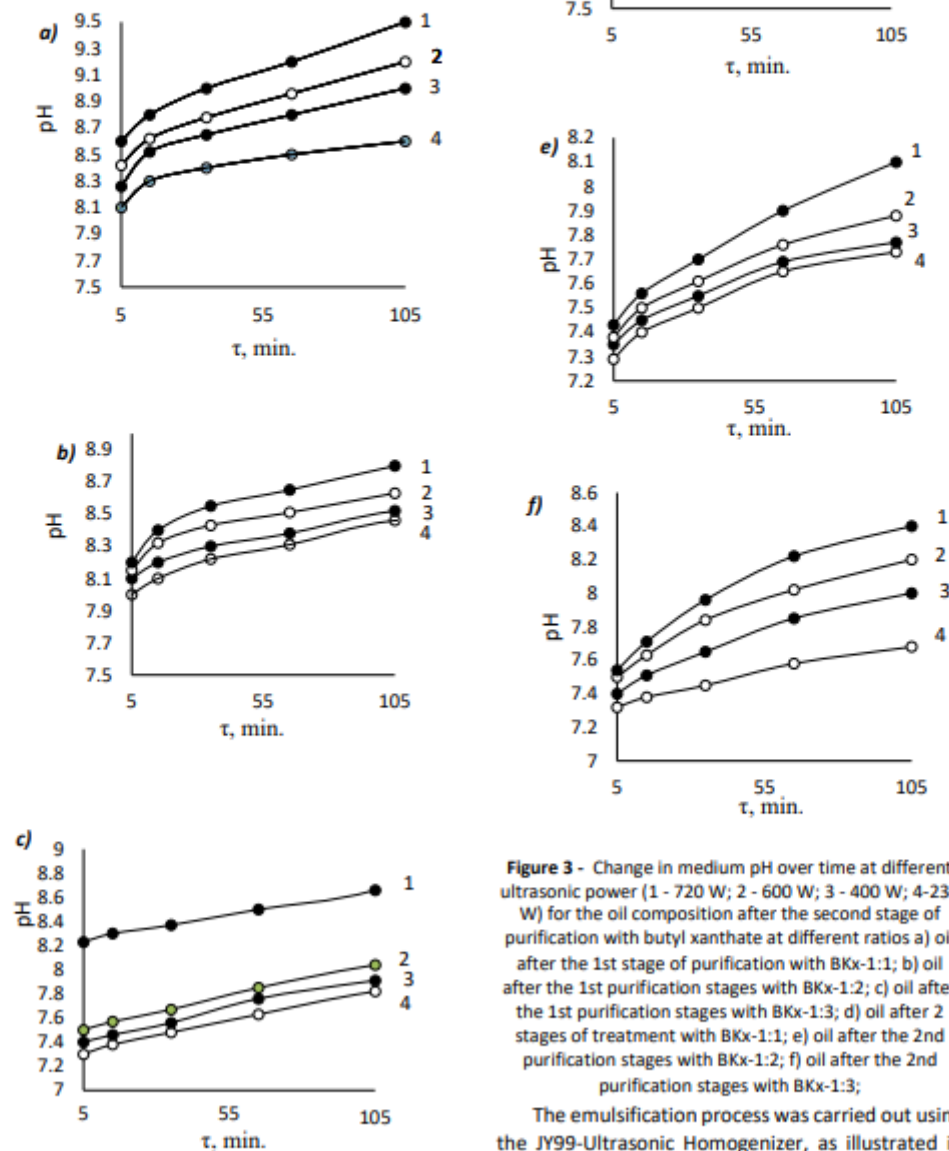 a)
9.5
9.3
9.1
8.9
8.7
8.5
8.3
8.1
7.9
7.7
7.5
pH
1
2
3
4
5 55 105
τ, min.
b)
8.9
8.7
8.5
8.3
8.1
7.9
7.7
7.5
pH
1
2
3
4
5 55 105
τ, min.
c)
9
8.8
8.6
8.4
8.2
8
7.8
7.6
7.4
7.2
7
pH
1
2
3
4
5 55 105
τ, min.
7.5
5 55 105
τ, min.
e)
8.2
8.1
8
7.9
7.8
7.7
7.6
7.5
7.4
7.3
7.2
pH
1
2
3
4
5 55 105
τ, min.
f)
8.6
8.4
8.2
8
7.8
7.6
7.4
7.2
7
pH
1
2
3
4
5 55 105
τ, min.
Figure 3 - Change in medium pH over time at different
ultrasonic power (1 - 720 W; 2 - 600 W; 3 - 400 W; 4-23
W) for the oil composition after the second stage of
purification with butyl xanthate at different ratios a) oi
after the 1st stage of purification with BKx-1:1; b) oil
after the 1st purification stages with BKx-1:2; c) oil afte
the 1st purification stages with BKx-1:3; d) oil after 2
stages of treatment with BKx-1:1; e) oil after the 2nd
purification stages with BKx-1:2; f) oil after the 2nd
purification stages with BKx-1:3;
The emulsification process was carried out usin
the JY99-Ultrasonic Homogenizer, as illustrated i